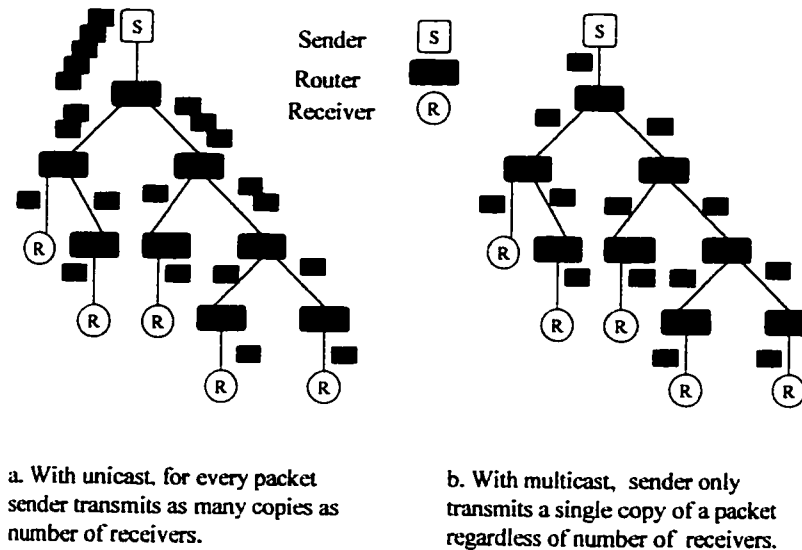 S
Sender S
Router
Receiver R
S
R
R
R
R
R
R
R
R
R
R
a. With unicast, for every packet
sender transmits as many copies as
number of receivers.
b. With multicast, sender only
transmits a single copy of a packet
regardless of number of receivers.